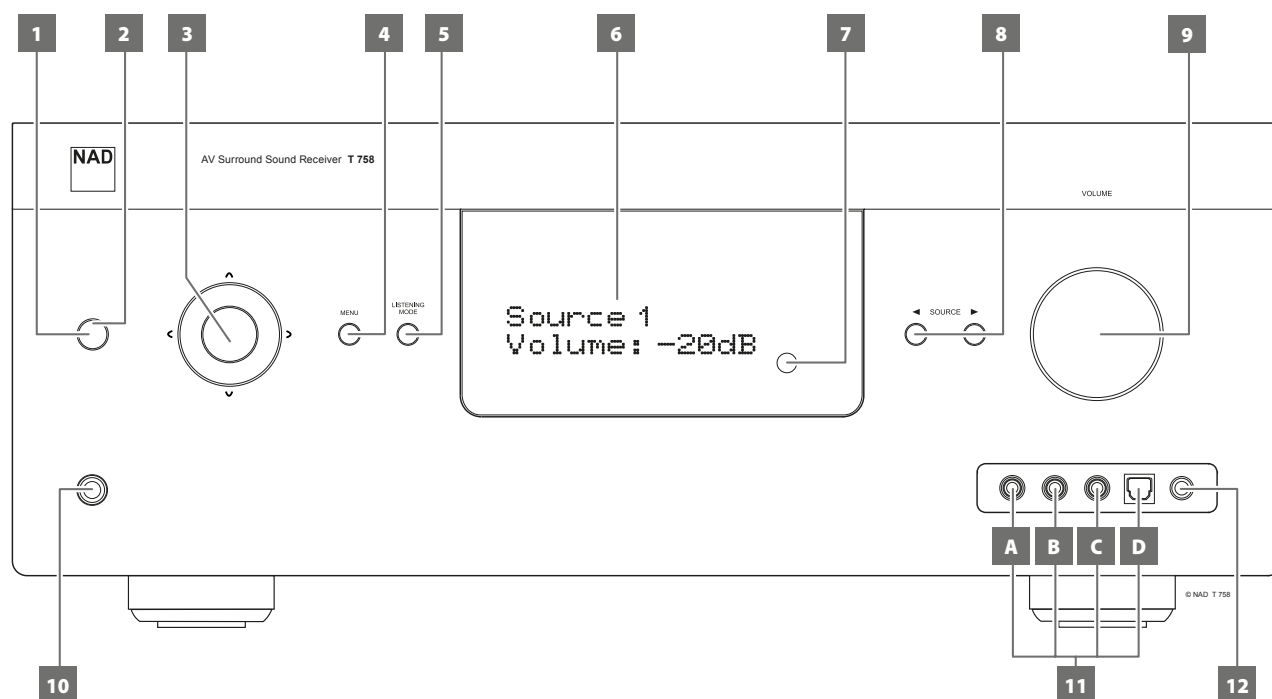 1 2 3 4 5 6 7 8 9
NAD
AV Surround Sound Receiver T 758
VOLUME
MENU
LISTENING
MODE
Source 1
Volume: -20dB
◄ SOURCE ►
A B C D
© NAD T 758
10 11 12